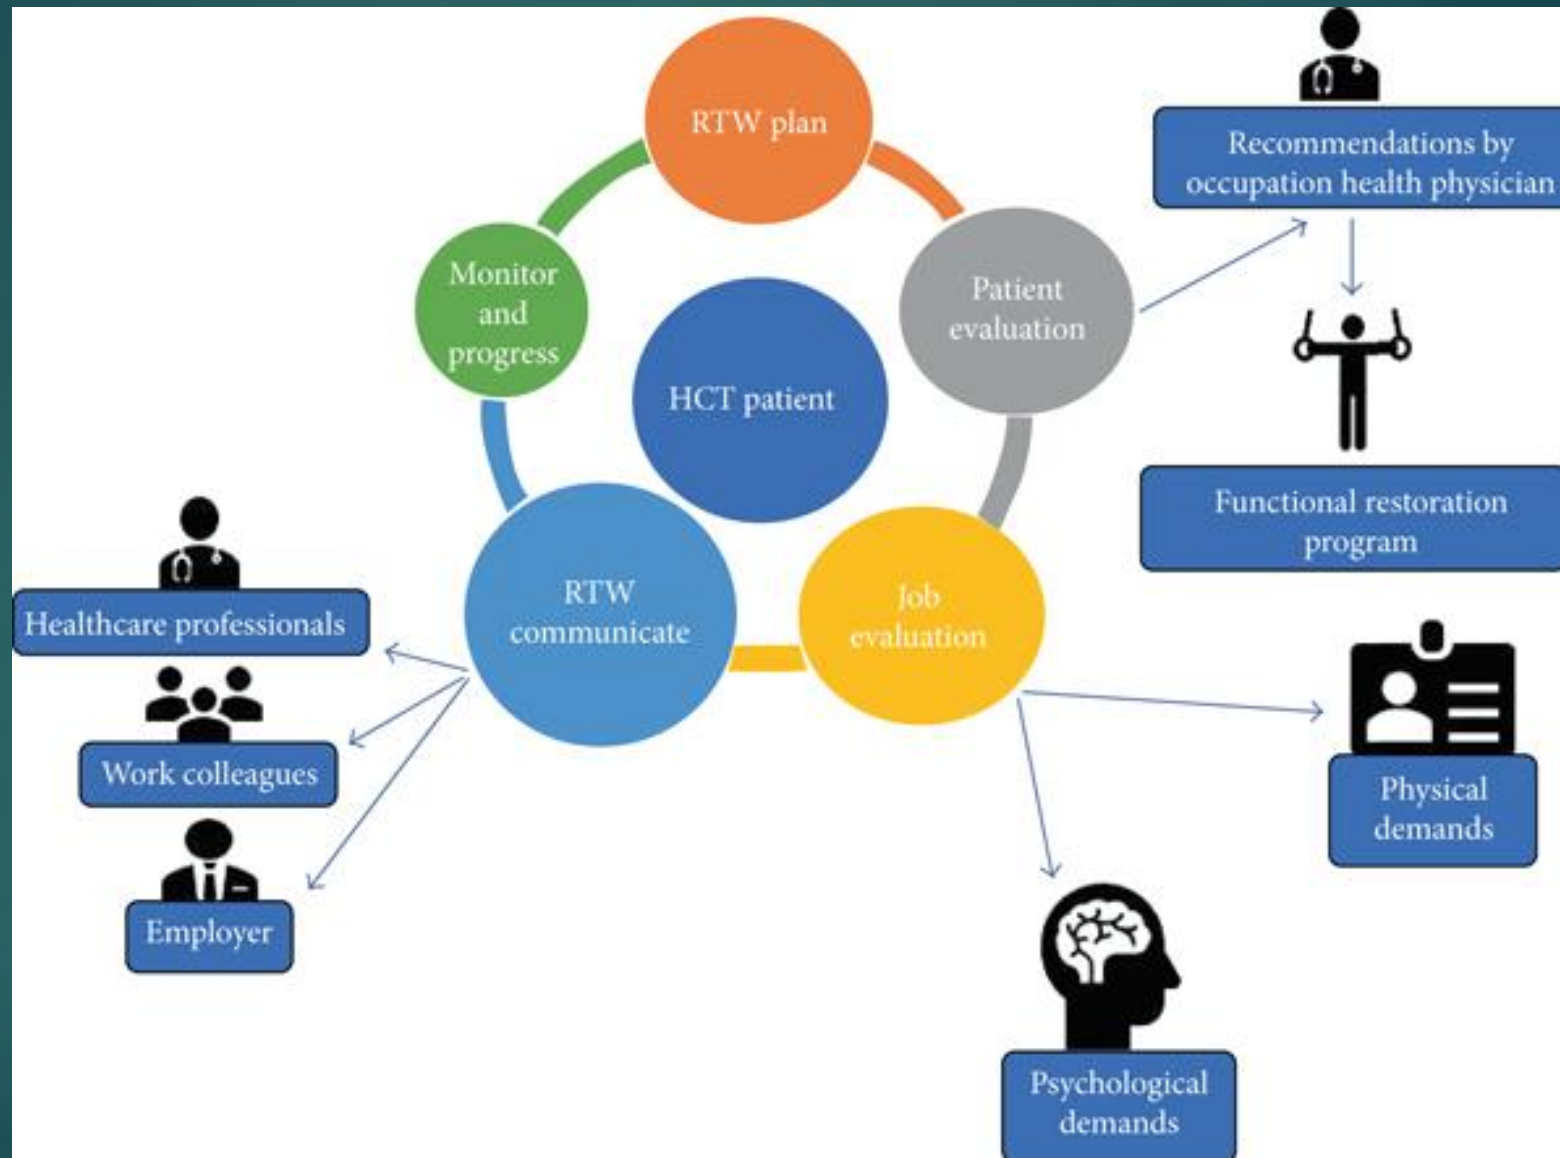 RTW plan
Recommendations by
occupation health physician
Patient
evaluation
Monitor
and
progress
HCT patient
Functional restoration
program
RTW
communicate
Job
evaluation
Healthcare professionals
Work colleagues
Employer
Physical
demands
Psychological
demands